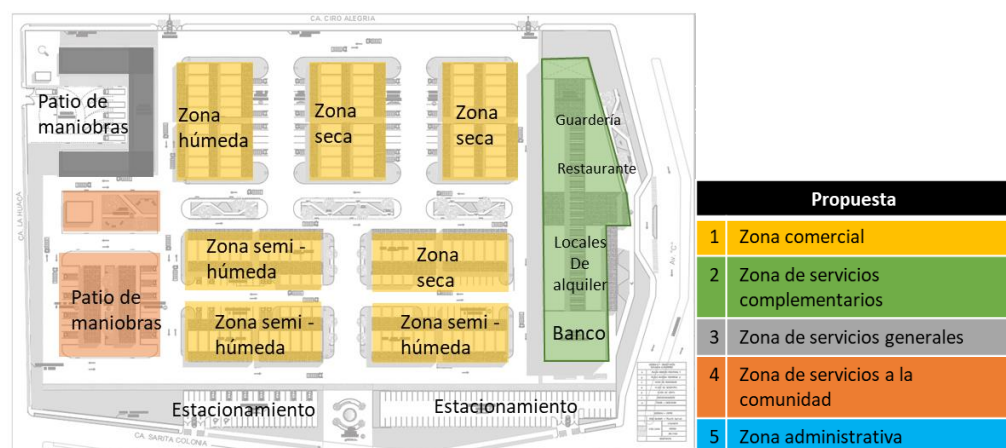 CA. CIRO ALEGRIA
Patio de
maniobras
Zona
húmeda
Zona
seca
Zona
seca
Guardería
Restaurante
CA. LA HUACA
Zona semi -
húmeda
Zona
seca
Locales
De
alquiler
Patio de
maniobras
Zona semi -
húmeda
Zona semi -
húmeda
Banco
Estacionamiento
Estacionamiento
CA. SARITA COLONIA
Propuesta
1 Zona comercial
2 Zona de servicios
complementarios
3 Zona de servicios generales
4 Zona de servicios a la
comunidad
5 Zona administrativa